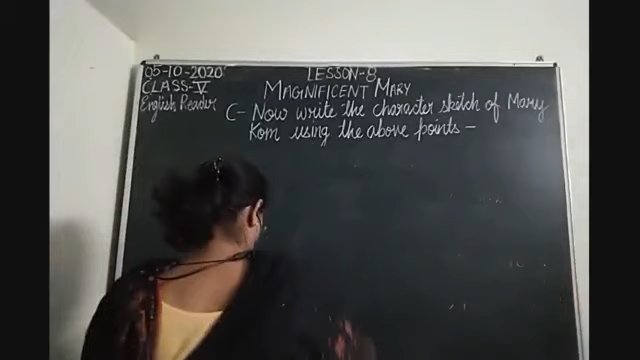 05-10-2020
CLASS-V
English Reader
LESSON-8
MAGNIFICENT MARY
C- Now write the character sketch of Mary
Kom using the above points -